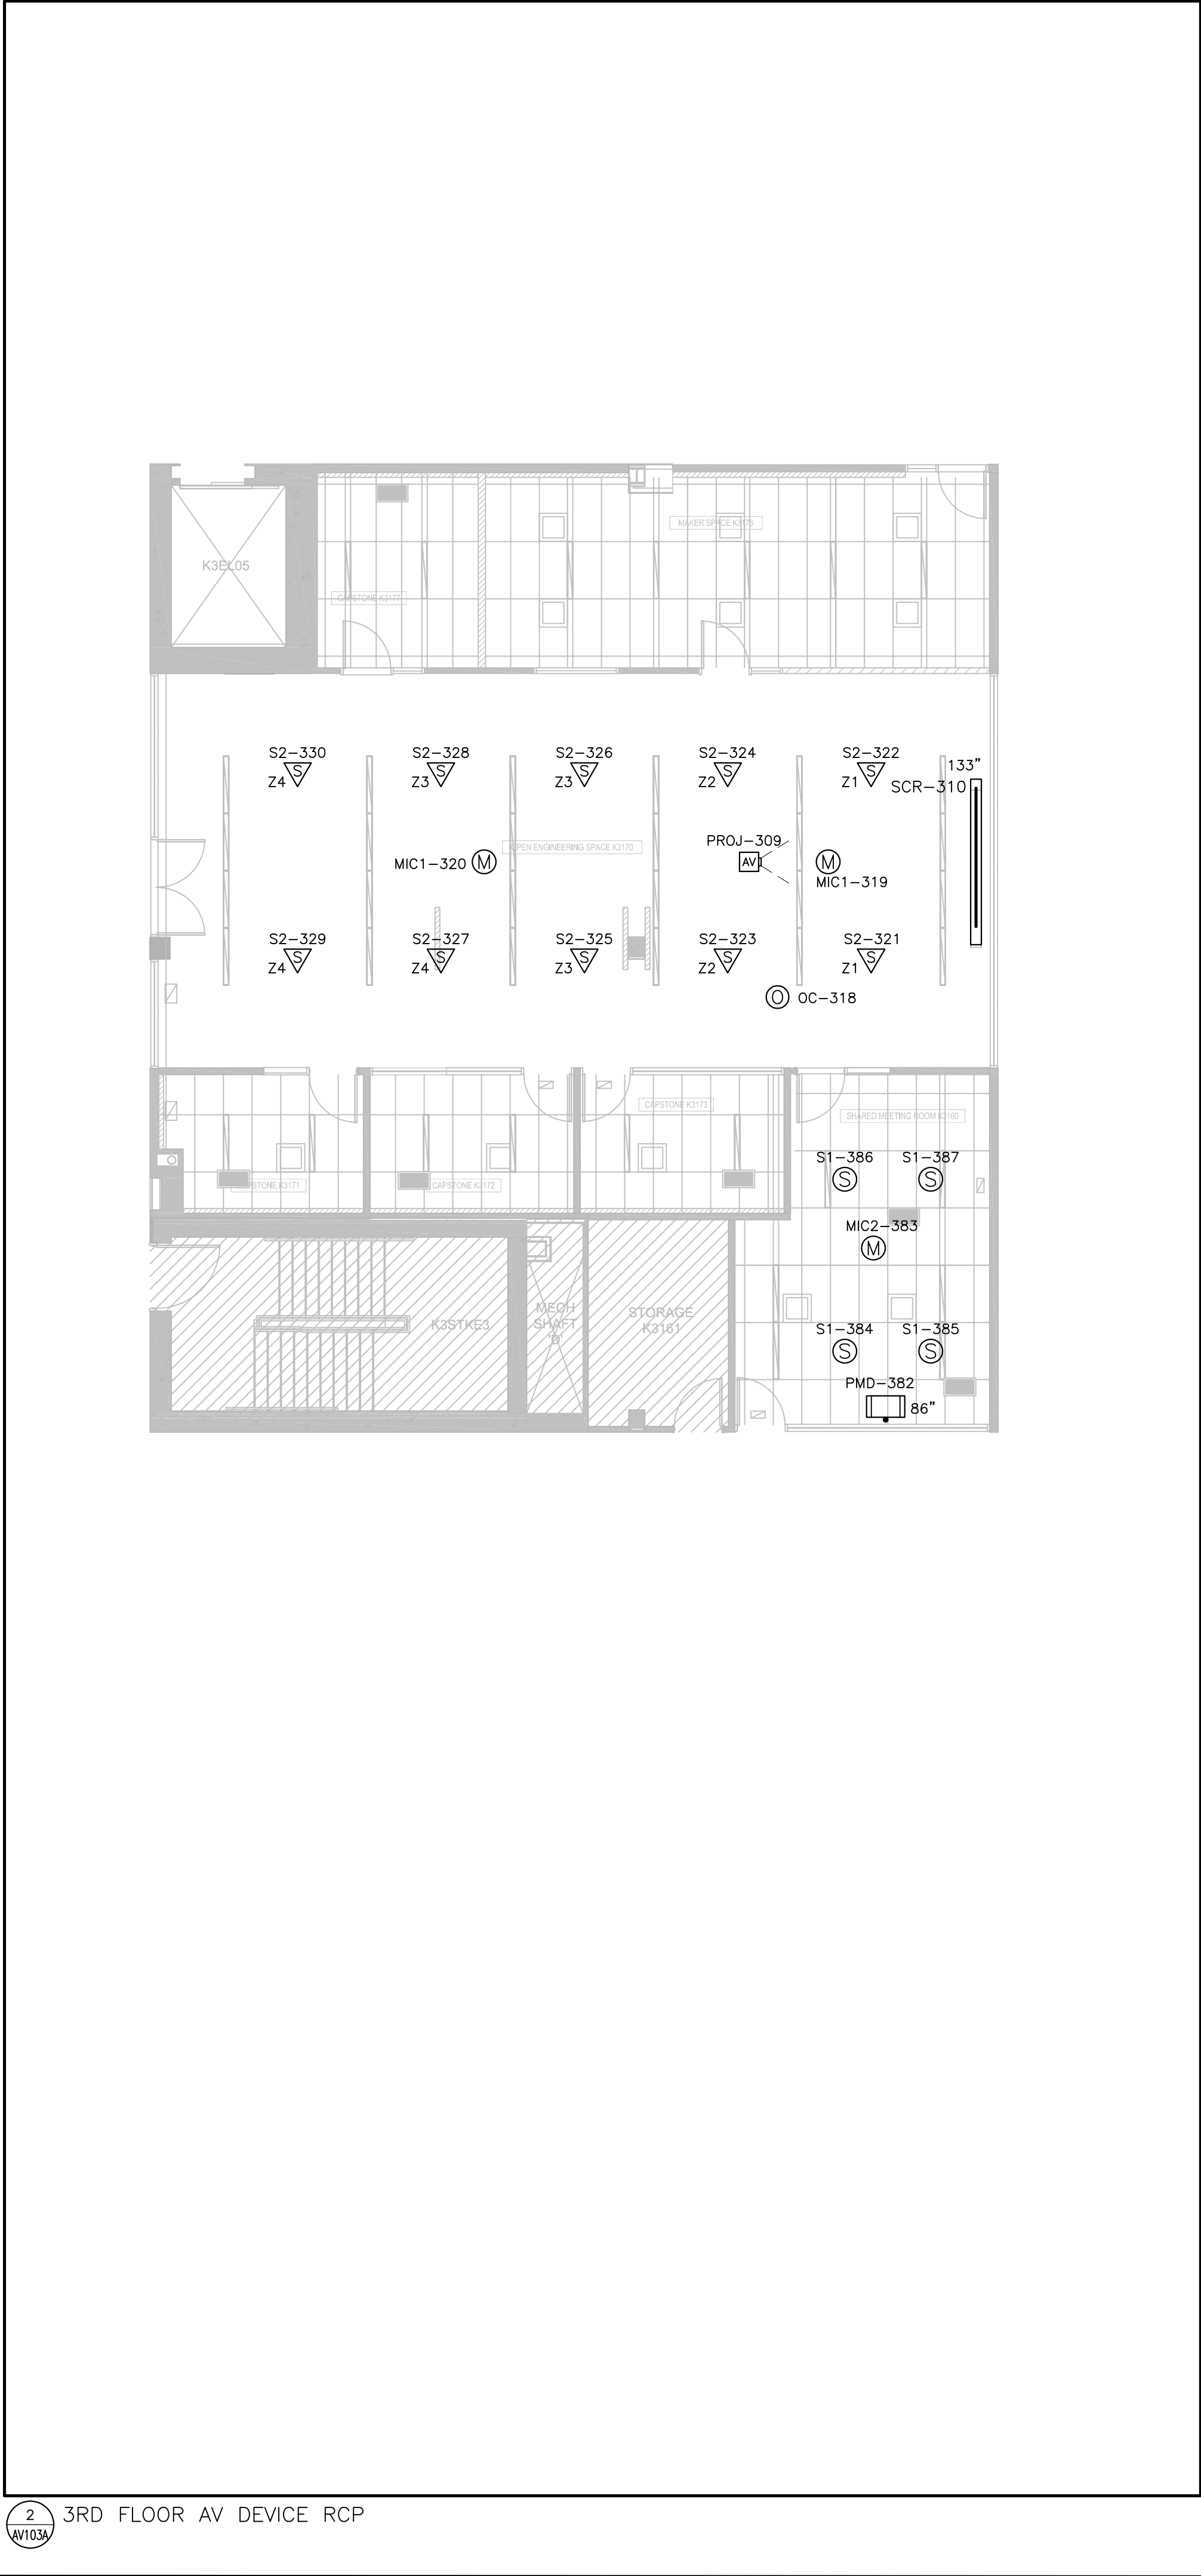 MAKER SPACE K3176
K3EL05
CAPSTONE K3177
S2-330
S2-328
S2-326
S2-324
S2-322
S
S
S
S
S
Z4
Z3
Z3
Z2
Z1
133"
SCR-310
PROJ-309
OPEN ENGINEERING SPACE K3170
MIC1-320
M
AV
M
MIC1-319
S2-329
S2-327
S2-325
S2-323
S2-321
S
S
S
S
S
Z4
Z4
Z3
Z2
Z1
O
OC-318
CAPSTONE K3173
SHARED MEETING ROOM K3160
S1-386
S1-387
S
S
CAPSTONE K3171
CAPSTONE K3172
MIC2-383
M
MECH
SHAFT
'D'
STORAGE
K3161
K3STKE3
S1-384
S1-385
S
S
PMD-382
86"
2
AV103A
3RD FLOOR AV DEVICE RCP